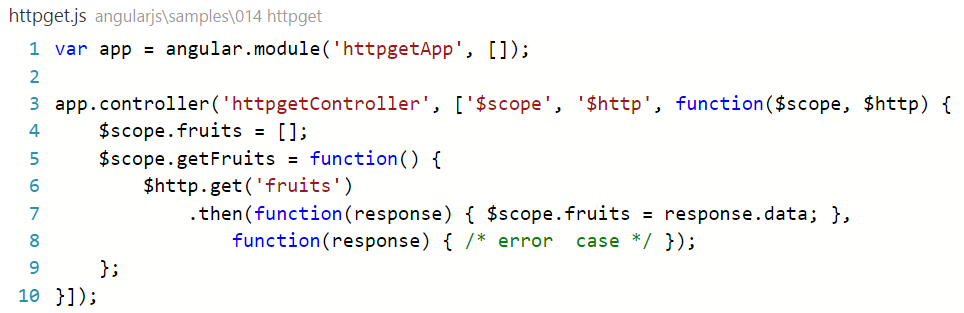 httpget.js angularjs\samples\014 httpget
1 var app = angular.module('httpgetApp', []);
2
3 app.controller('httpgetController', ['$scope', '$http', function($scope, $http) {
4     $scope.fruits = [];
5     $scope.getFruits = function() {
6         $http.get('fruits')
7             .then(function(response) { $scope.fruits = response.data; },
8                 function(response) { /* error  case */ });
9     };
10 }]);